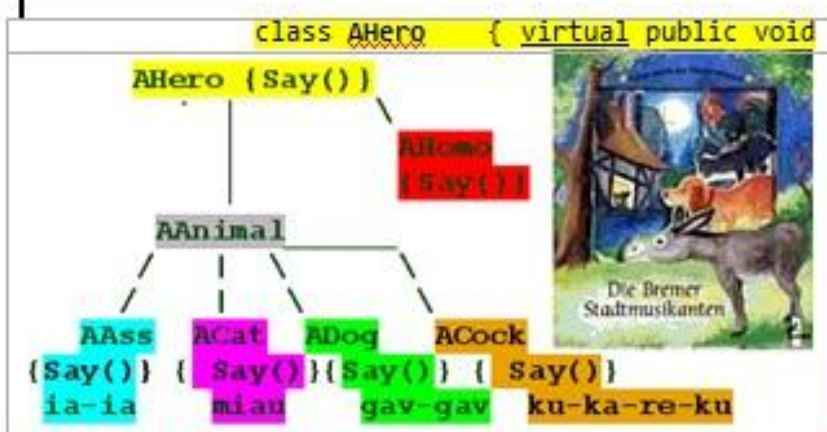 class AHero { virtual public void
AHero {Say()}
AHomo
{Say()}
AAnimal
AAss ACat ADog ACock
{Say()} { Say()}{Say()} { Say()}
ia-ia miau gav-gav ku-ka-re-ku
Die Bremer
Stadtmusikanten